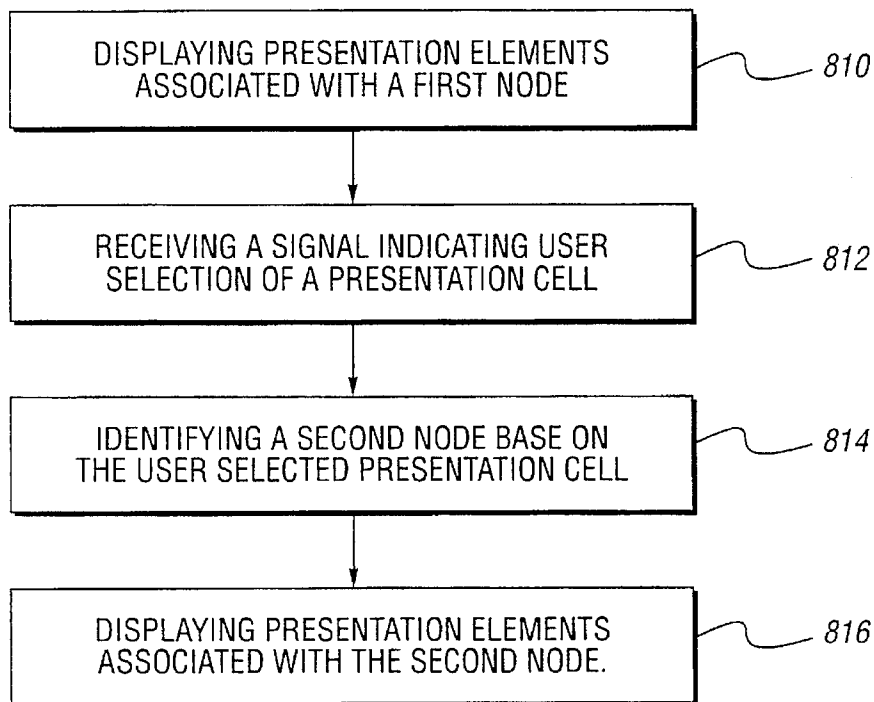 DISPLAYING PRESENTATION ELEMENTS
ASSOCIATED WITH A FIRST NODE
810
RECEIVING A SIGNAL INDICATING USER
SELECTION OF A PRESENTATION CELL
812
IDENTIFYING A SECOND NODE BASE ON
THE USER SELECTED PRESENTATION CELL
814
DISPLAYING PRESENTATION ELEMENTS
ASSOCIATED WITH THE SECOND NODE.
816